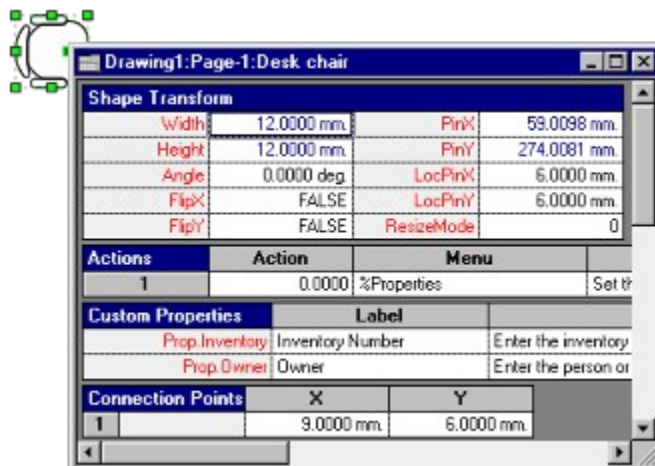 Drawing1:Page-1:Desk chair
Shape Transform
Width 12.0000 mm. PinX 59.0098 mm.
Height 12.0000 mm. PinY 274.0081 mm.
Angle 0.0000 deg. LocPinX 6.0000 mm.
FlipX FALSE LocPinY 6.0000 mm.
FlipY FALSE ResizeMode 0
Actions Action Menu
1 0.0000 %Properties Set th
Custom Properties Label
Prop.Inventory Inventory Number Enter the inventory
Prop.Owner Owner Enter the person or
Connection Points X Y
1 9.0000 mm. 6.0000 mm.